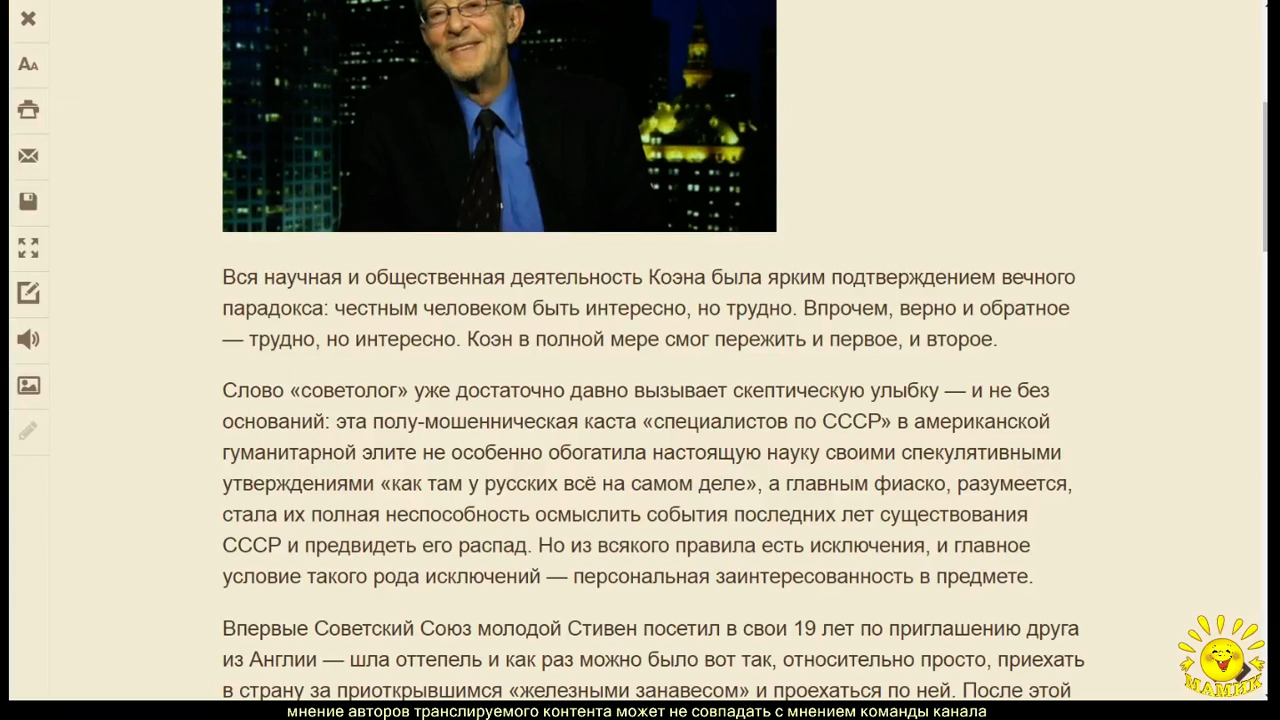 AA
Вся научная и общественная деятельность Коэна была ярким подтверждением вечного
парадокса: честным человеком быть интересно, но трудно. Впрочем, верно и обратное
— трудно, но интересно. Коэн в полной мере смог пережить и первое, и второе.
Слово «советолог» уже достаточно давно вызывает скептическую улыбку — и не без
оснований: эта полу-мошенническая каста «специалистов по СССР» в американской
гуманитарной элите не особенно обогатила настоящую науку своими спекулятивными
утверждениями «как там у русских всё на самом деле», а главным фиаско, разумеется,
стала их полная неспособность осмыслить события последних лет существования
СССР и предвидеть его распад. Но из всякого правила есть исключения, и главное
условие такого рода исключений — персональная заинтересованность в предмете.
Впервые Советский Союз молодой Стивен посетил в свои 19 лет по приглашению друга
из Англии — шла оттепель и как раз можно было вот так, относительно просто, приехать
в страну за приоткрывшимся «железными занавесом» и проехаться по ней. После этой
МАМИК
мнение авторов транслируемого контента может не совпадать с мнением команды канала